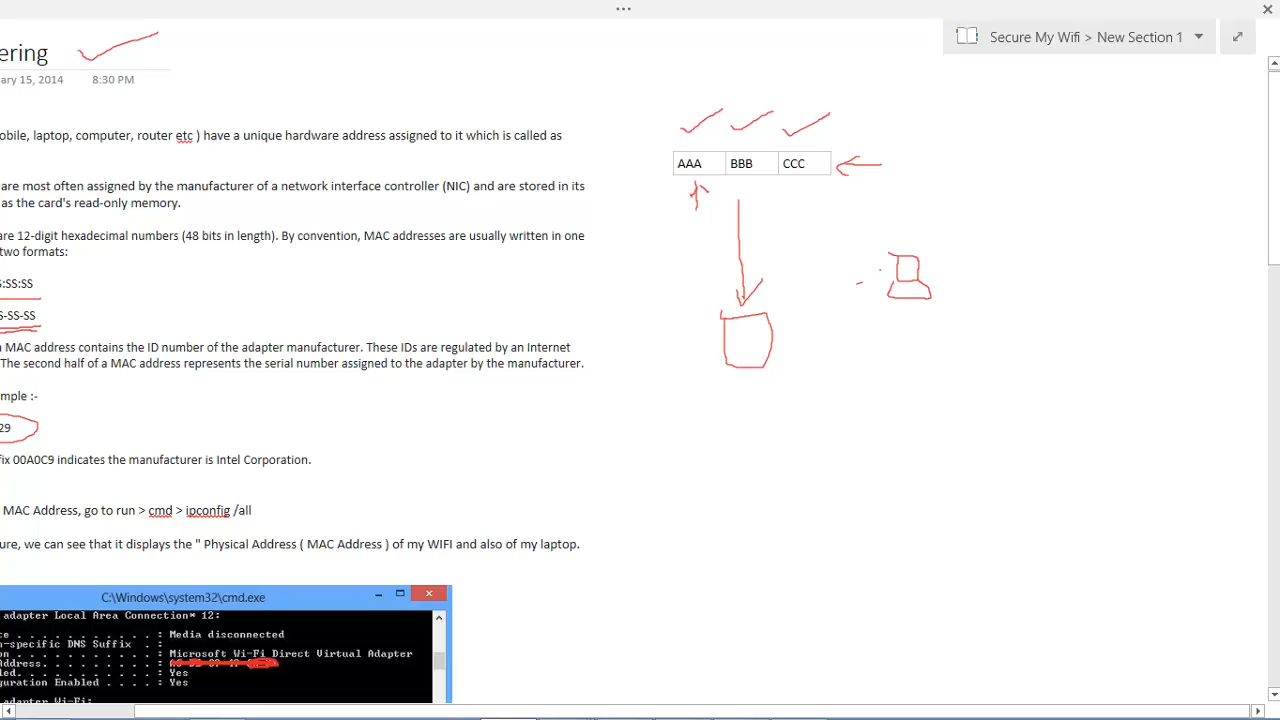 Secure My Wifi > New Section 1
ering
ary 15, 2014 8:30 PM
obile, laptop, computer, router etc ) have a unique hardware address assigned to it which is called as
AAA BBB CCC
are most often assigned by the manufacturer of a network interface controller (NIC) and are stored in its
as the card's read-only memory.
are 12-digit hexadecimal numbers (48 bits in length). By convention, MAC addresses are usually written in one
two formats:
S:SS:SS
S-SS-SS
a MAC address contains the ID number of the adapter manufacturer. These IDs are regulated by an Internet
The second half of a MAC address represents the serial number assigned to the adapter by the manufacturer.
mple :-
29
fix 00A0C9 indicates the manufacturer is Intel Corporation.
MAC Address, go to run > cmd > ipconfig /all
ure, we can see that it displays the " Physical Address ( MAC Address ) of my WIFI and also of my laptop.
C:\Windows\system32\cmd.exe
adapter Local Area Connection* 12:
te . . . . . . . . . . . : Media disconnected
n-specific DNS Suffix . :
on . . . . . . . . . . . : Microsoft Wi-Fi Direct Virtual Adapter
Address. . . . . . . . . :
led. . . . . . . . . . . : Yes
guration Enabled . . . . : Yes
adapter Wi-Fi: